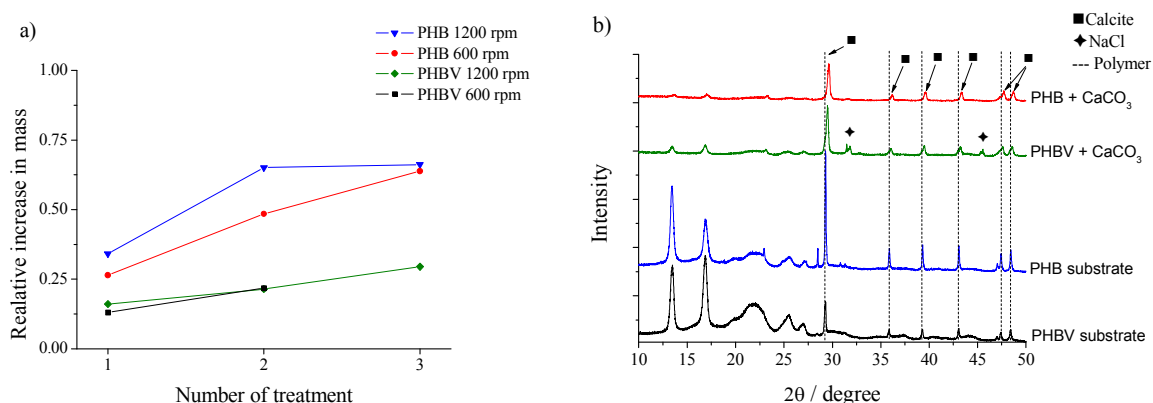 a)
PHB 1200 rpm
PHB 600 rpm
PHBV 1200 rpm
PHBV 600 rpm
Realative increase in mass
1.00
0.75
0.50
0.25
0.00
1 2 3
Number of treatment
b)
Calcite
NaCl
Polymer
PHB + CaCO₃
PHBV + CaCO₃
PHB substrate
PHBV substrate
Intensity
10 15 20 25 30 35 40 45 50
2θ / degree